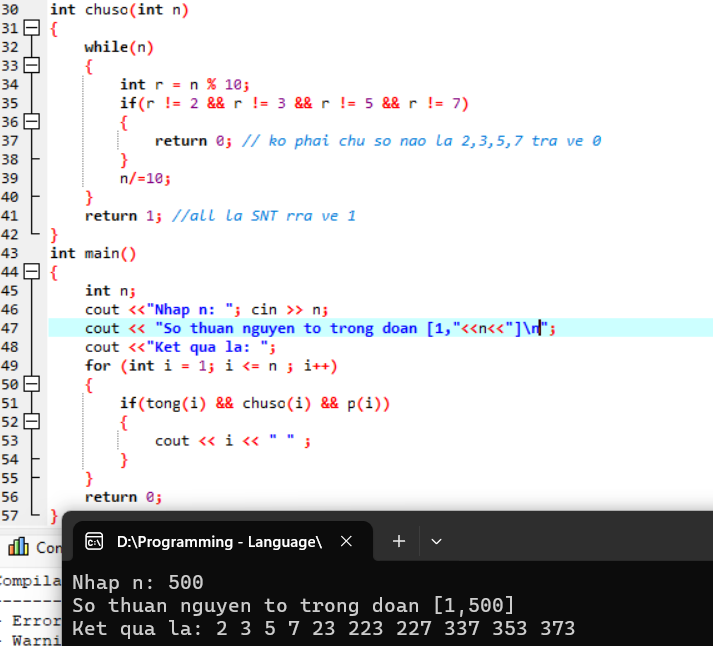 30 int chuso(int n)
31 {
32 while(n)
33 {
34 int r = n % 10;
35 if(r != 2 && r != 3 && r != 5 && r != 7)
36 {
37 return 0; // ko phai chu so nao la 2,3,5,7 tra ve 0
38 }
39 n/=10;
40 }
41 return 1; //all la SNT rra ve 1
42 }
43 int main()
44 {
45 int n;
46 cout <<"Nhap n: "; cin >> n;
47 cout << "So thuan nguyen to trong doan [1,"<<n<<"]\n";
48 cout <<"Ket qua la: ";
49 for (int i = 1; i <= n ; i++)
50 {
51 if(tong(i) && chuso(i) && p(i))
52 {
53 cout << i << " " ;
54 }
55 }
56 return 0;
57 }
Con
D:\Programming - Language\
Compila
--------
- Error
- Warni
Nhap n: 500
So thuan nguyen to trong doan [1,500]
Ket qua la: 2 3 5 7 23 223 227 337 353 373